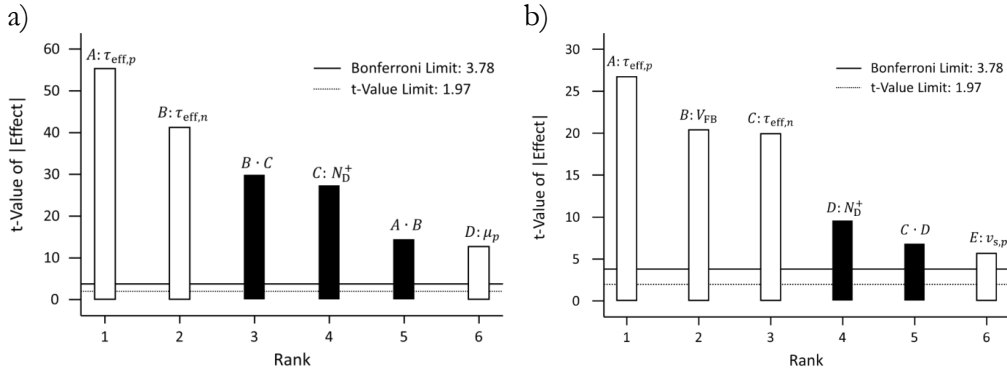 a)
t-Value of |Effect|
60
50
40
30
20
10
0
A: τeff,p
B: τeff,n
B · C
C: N_D^+
A · B
D: μp
Bonferroni Limit: 3.78
t-Value Limit: 1.97
1 2 3 4 5 6
Rank
b)
t-Value of |Effect|
30
25
20
15
10
5
0
A: τeff,p
B: VFB
C: τeff,n
D: N_D^+
C · D
E: vs,p
Bonferroni Limit: 3.78
t-Value Limit: 1.97
1 2 3 4 5 6
Rank